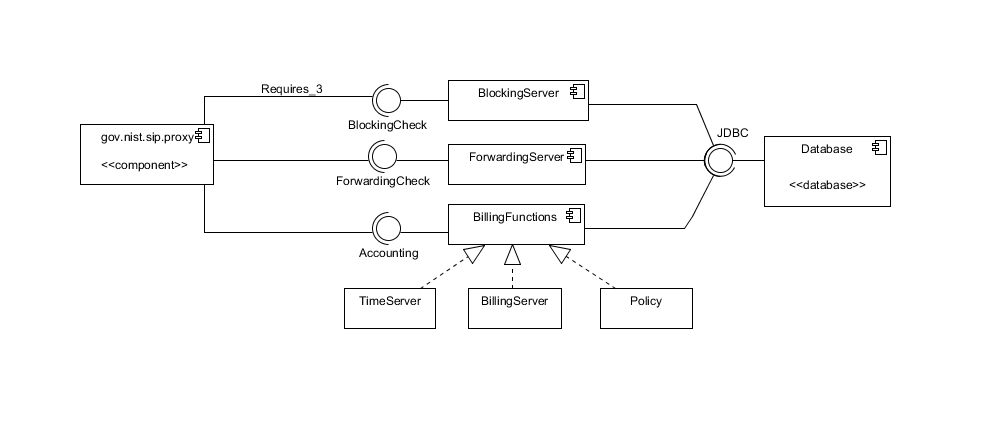 Requires_3
BlockingServer
BlockingCheck
JDBC
gov.nist.sip.proxy
<<component>>
ForwardingServer
ForwardingCheck
Database
<<database>>
BillingFunctions
Accounting
TimeServer
BillingServer
Policy